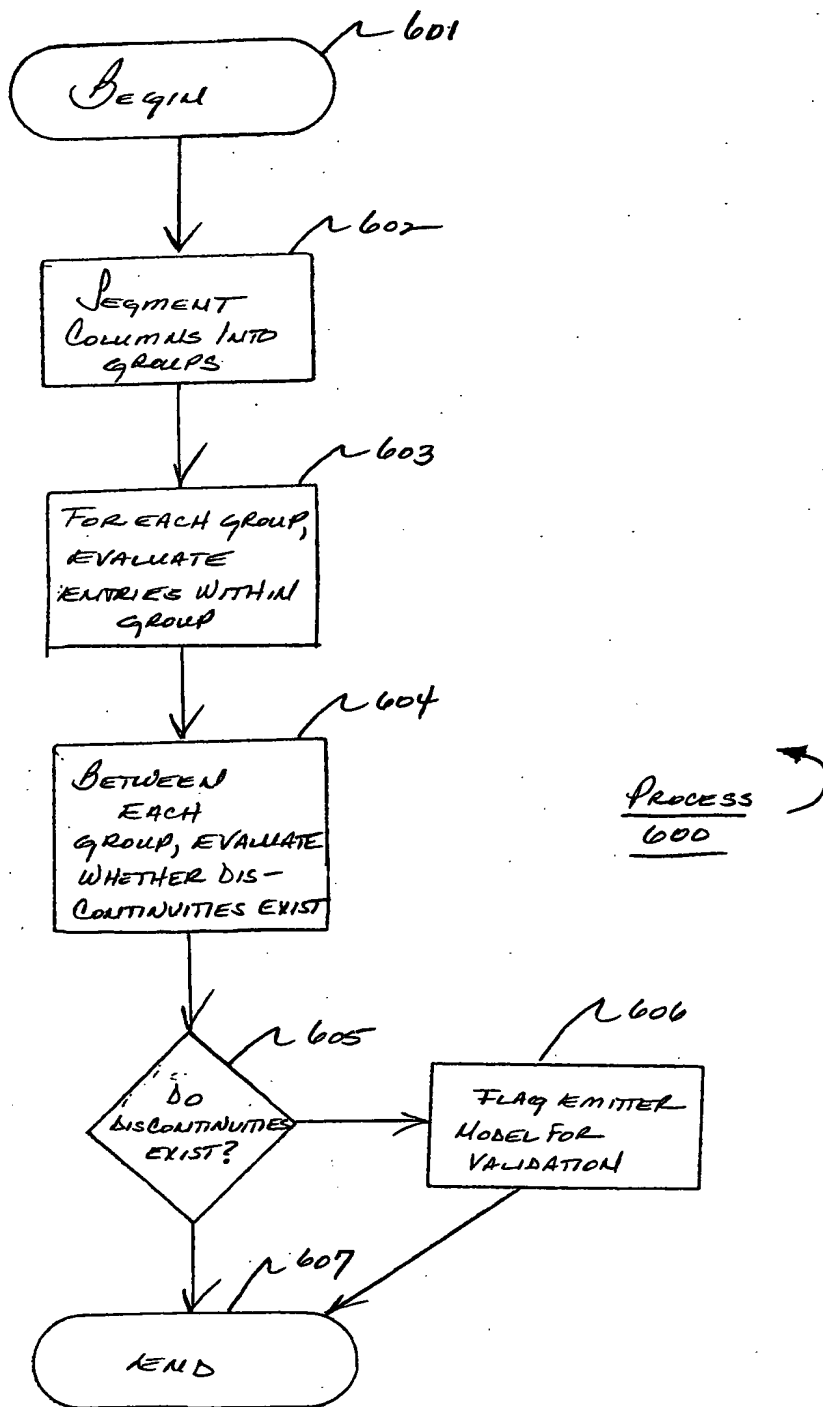 601
BEGIN
602
SEGMENT
COLUMNS INTO
GROUPS
603
FOR EACH GROUP,
EVALUATE
ENTRIES WITHIN
GROUP
604
BETWEEN
EACH
GROUP, EVALUATE
WHETHER DIS-
CONTINUITIES EXIST
PROCESS
600
605
DO
DISCONTINUITIES
EXIST?
606
FLAG EMITTER
MODEL FOR
VALIDATION
607
END